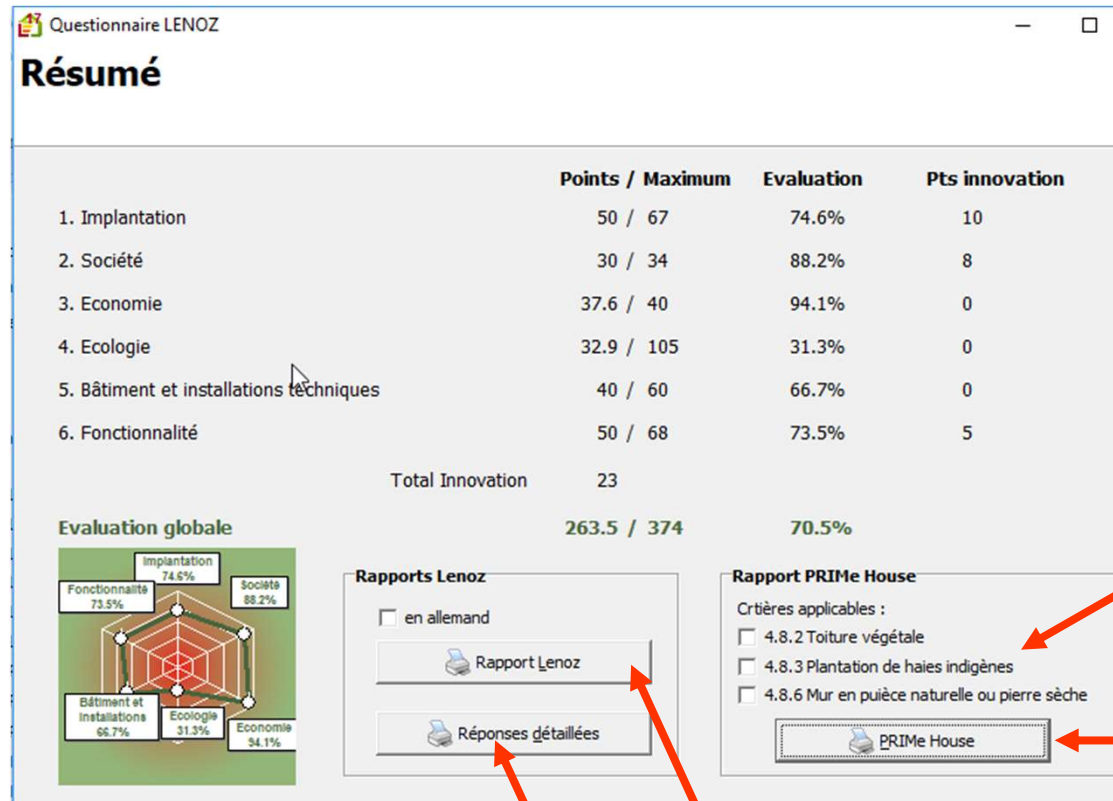 Questionnaire LENOZ
Résumé
Points / Maximum Evaluation Pts innovation
1. Implantation 50 / 67 74.6% 10
2. Société 30 / 34 88.2% 8
3. Economie 37.6 / 40 94.1% 0
4. Ecologie 32.9 / 105 31.3% 0
5. Bâtiment et installations techniques 40 / 60 66.7% 0
6. Fonctionnalité 50 / 68 73.5% 5
Total Innovation 23
Evaluation globale 263.5 / 374 70.5%
Implantation
74.6%
Fonctionnalité
73.5%
Société
88.2%
Bâtiment et
Installations
66.7%
Ecologie
31.3%
Economie
94.1%
Rapports Lenoz
en allemand
Rapport Lenoz
Réponses détaillées
Rapport PRIMe House
Crtières applicables :
4.8.2 Toiture végétale
4.8.3 Plantation de haies indigènes
4.8.6 Mur en puièce naturelle ou pierre sèche
PRIMe House